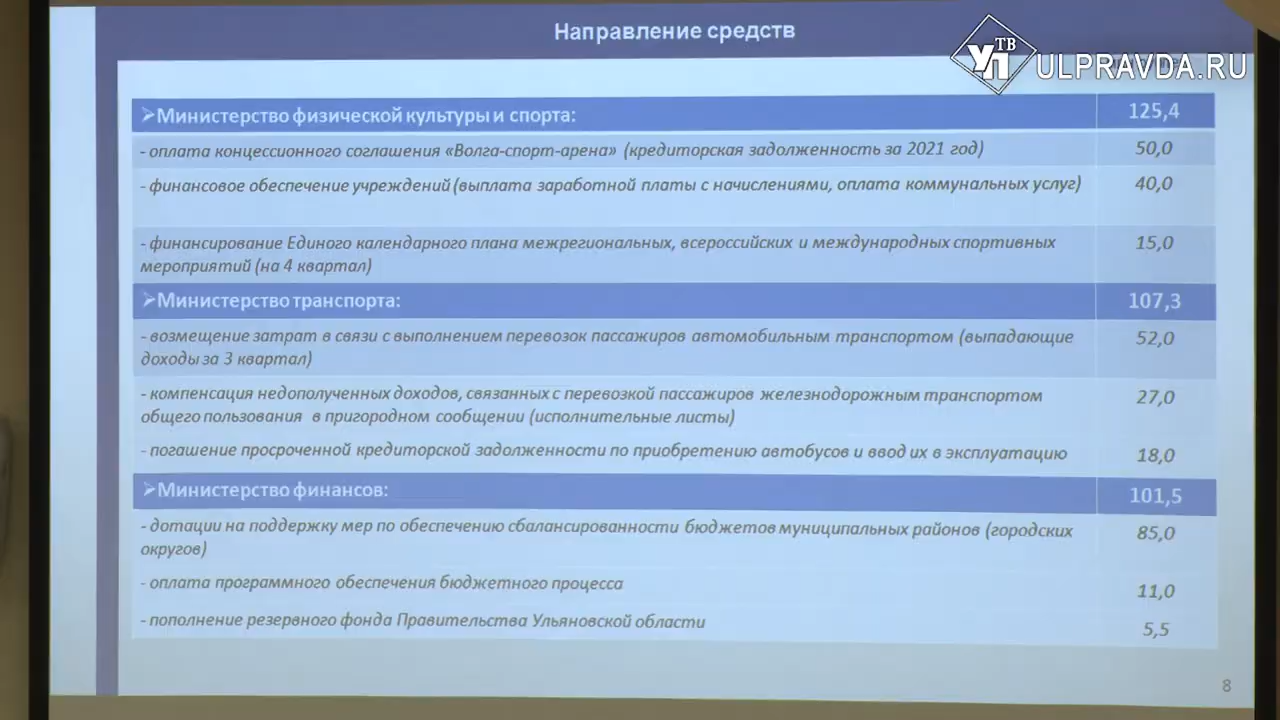 Направление средств
УП ТВ ULPRAVDA.RU
➢Министерство физической культуры и спорта: 125,4
- оплата концессионного соглашения «Волга-спорт-арена» (кредиторская задолженность за 2021 год) 50,0
- финансовое обеспечение учреждений (выплата заработной платы с начислениями, оплата коммунальных услуг) 40,0
- финансирование Единого календарного плана межрегиональных, всероссийских и международных спортивных 15,0
мероприятий (на 4 квартал)
➢Министерство транспорта: 107,3
- возмещение затрат в связи с выполнением перевозок пассажиров автомобильным транспортом (выпадающие 52,0
доходы за 3 квартал)
- компенсация недополученных доходов, связанных с перевозкой пассажиров железнодорожным транспортом 27,0
общего пользования в пригородном сообщении (исполнительные листы)
- погашение просроченной кредиторской задолженности по приобретению автобусов и ввод их в эксплуатацию 18,0
➢Министерство финансов: 101,5
- дотации на поддержку мер по обеспечению сбалансированности бюджетов муниципальных районов (городских 85,0
округов)
- оплата программного обеспечения бюджетного процесса 11,0
- пополнение резервного фонда Правительства Ульяновской области 5,5
8